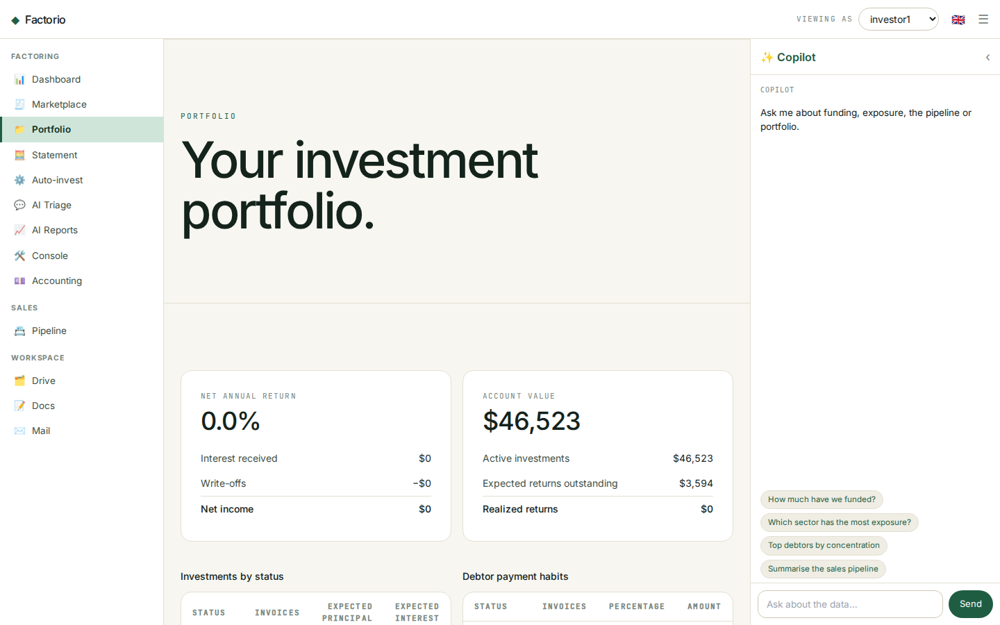 Factorio
VIEWING AS
investor1
FACTORING
Dashboard
Marketplace
Portfolio
Statement
Auto-invest
AI Triage
AI Reports
Console
Accounting
SALES
Pipeline
WORKSPACE
Drive
Docs
Mail
PORTFOLIO
Your investment
portfolio.
NET ANNUAL RETURN
0.0%
Interest received $0
Write-offs −$0
Net income $0
ACCOUNT VALUE
$46,523
Active investments $46,523
Expected returns outstanding $3,594
Realized returns $0
Investments by status
STATUS INVOICES EXPECTED PRINCIPAL EXPECTED INTEREST
Debtor payment habits
STATUS INVOICES PERCENTAGE AMOUNT
✨ Copilot
COPILOT
Ask me about funding, exposure, the pipeline or
portfolio.
How much have we funded?
Which sector has the most exposure?
Top debtors by concentration
Summarise the sales pipeline
Ask about the data...
Send